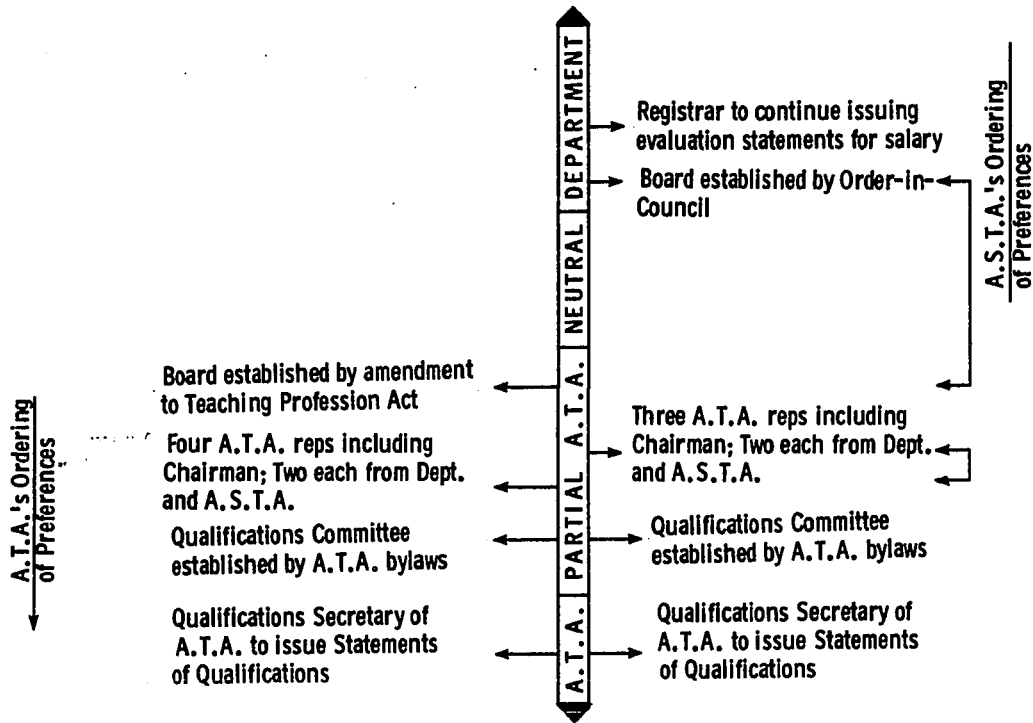 DEPARTMENT
NEUTRAL
PARTIAL A.T.A.
A.T.A.
Registrar to continue issuing
evaluation statements for salary
Board established by Order-in-
Council
A.S.T.A.'s Ordering
of Preferences
Board established by amendment
to Teaching Profession Act
Four A.T.A. reps including
Chairman; Two each from Dept.
and A.S.T.A.
Three A.T.A. reps including
Chairman; Two each from Dept.
and A.S.T.A.
A.T.A.'s Ordering
of Preferences
Qualifications Committee
established by A.T.A. bylaws
Qualifications Committee
established by A.T.A. bylaws
Qualifications Secretary of
A.T.A. to issue Statements
of Qualifications
Qualifications Secretary of
A.T.A. to issue Statements
of Qualifications